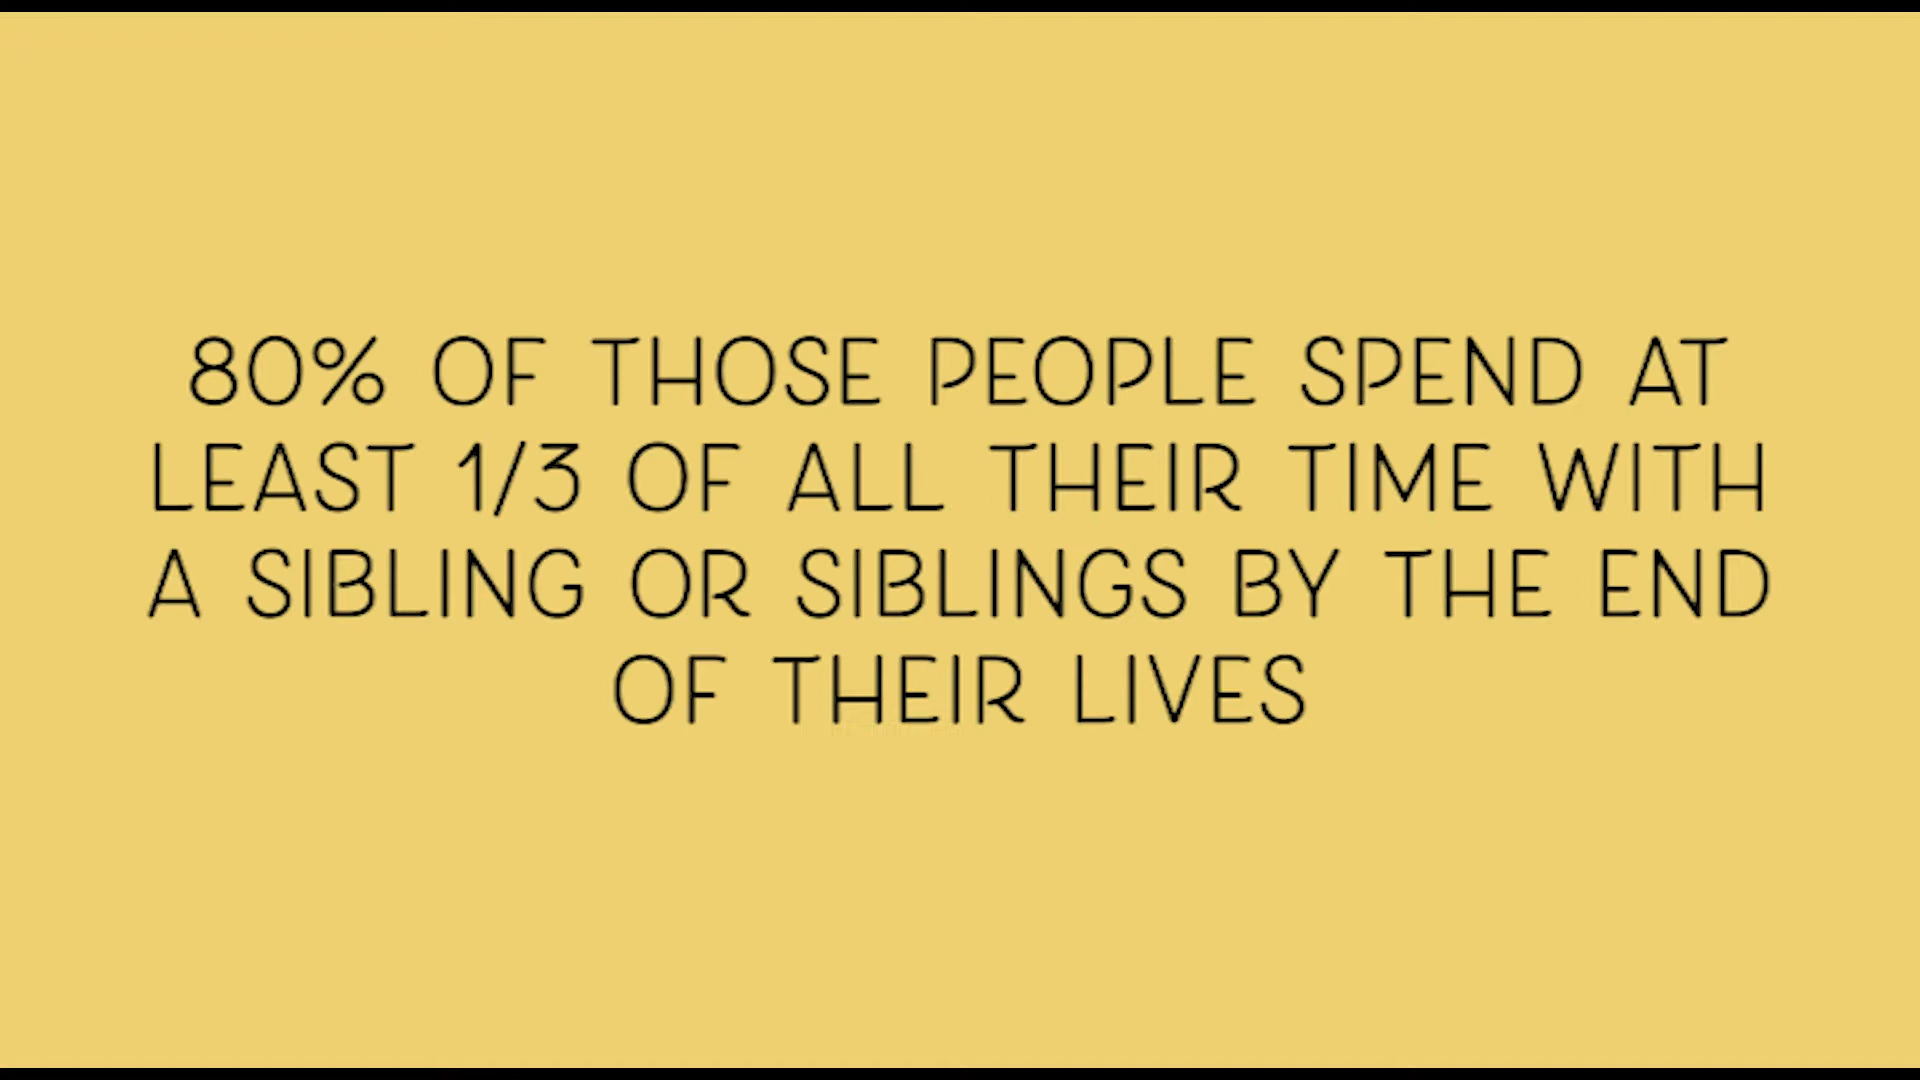 80% OF THOSE PEOPLE SPEND AT
LEAST 1/3 OF ALL THEIR TIME WITH
A SIBLING OR SIBLINGS BY THE END
OF THEIR LIVES